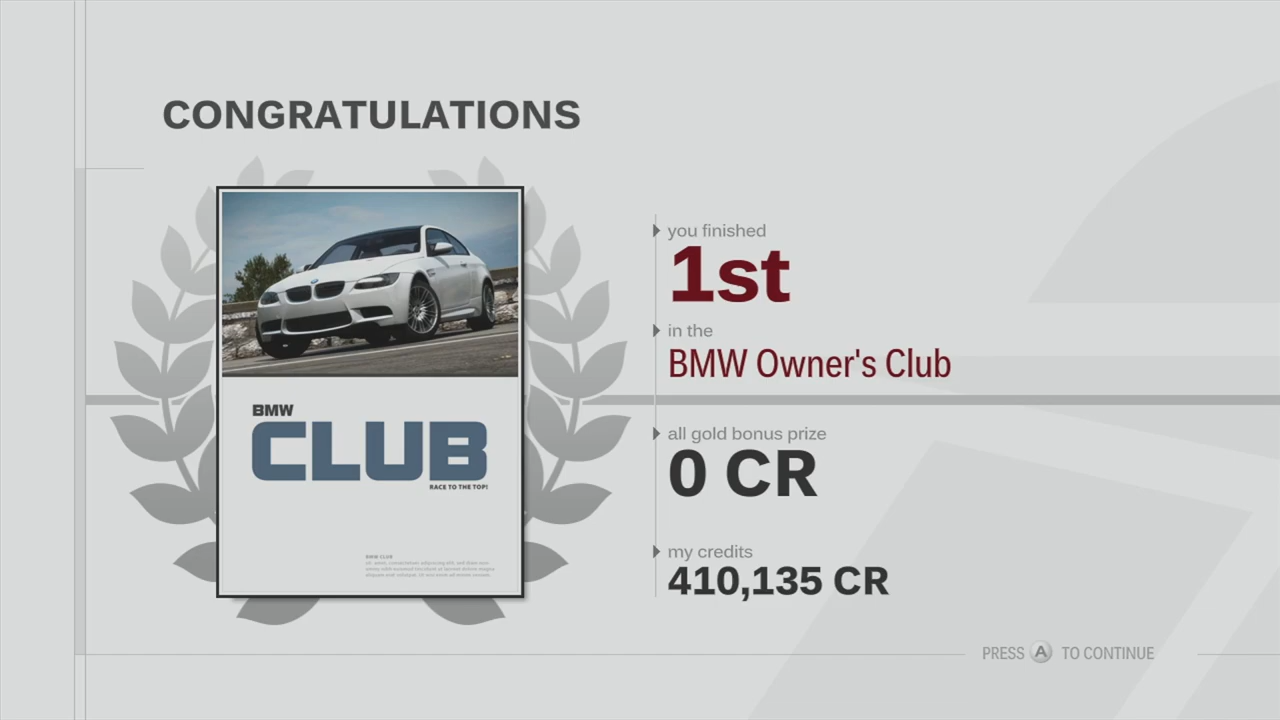 CONGRATULATIONS
you finished
1st
in the
BMW Owner's Club
all gold bonus prize
0 CR
my credits
410,135 CR
BMW
CLUB
RACE TO THE TOP!
BMW CLUB
PRESS A TO CONTINUE